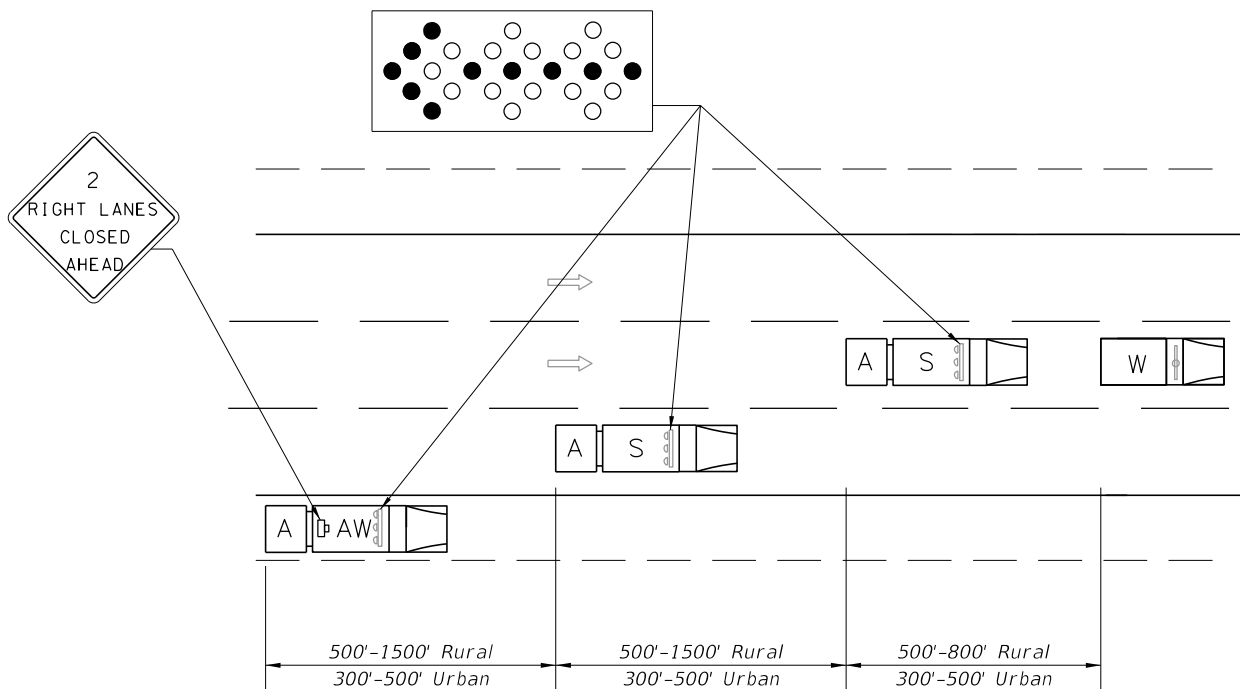 2
RIGHT LANES
CLOSED
AHEAD
A
S
W
A
S
A
AW
500'-1500' Rural
300'-500' Urban
500'-1500' Rural
300'-500' Urban
500'-800' Rural
300'-500' Urban